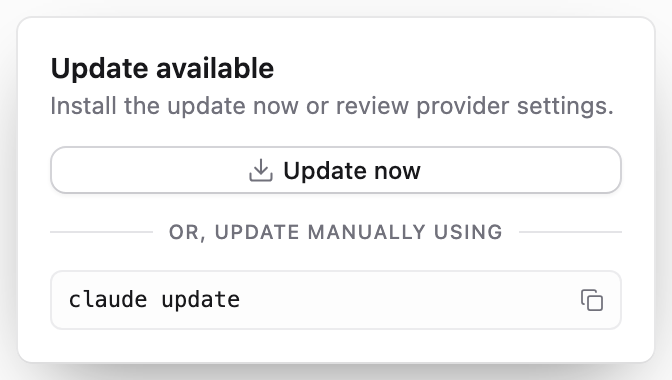 Update available
Install the update now or review provider settings.
Update now
OR, UPDATE MANUALLY USING
claude update